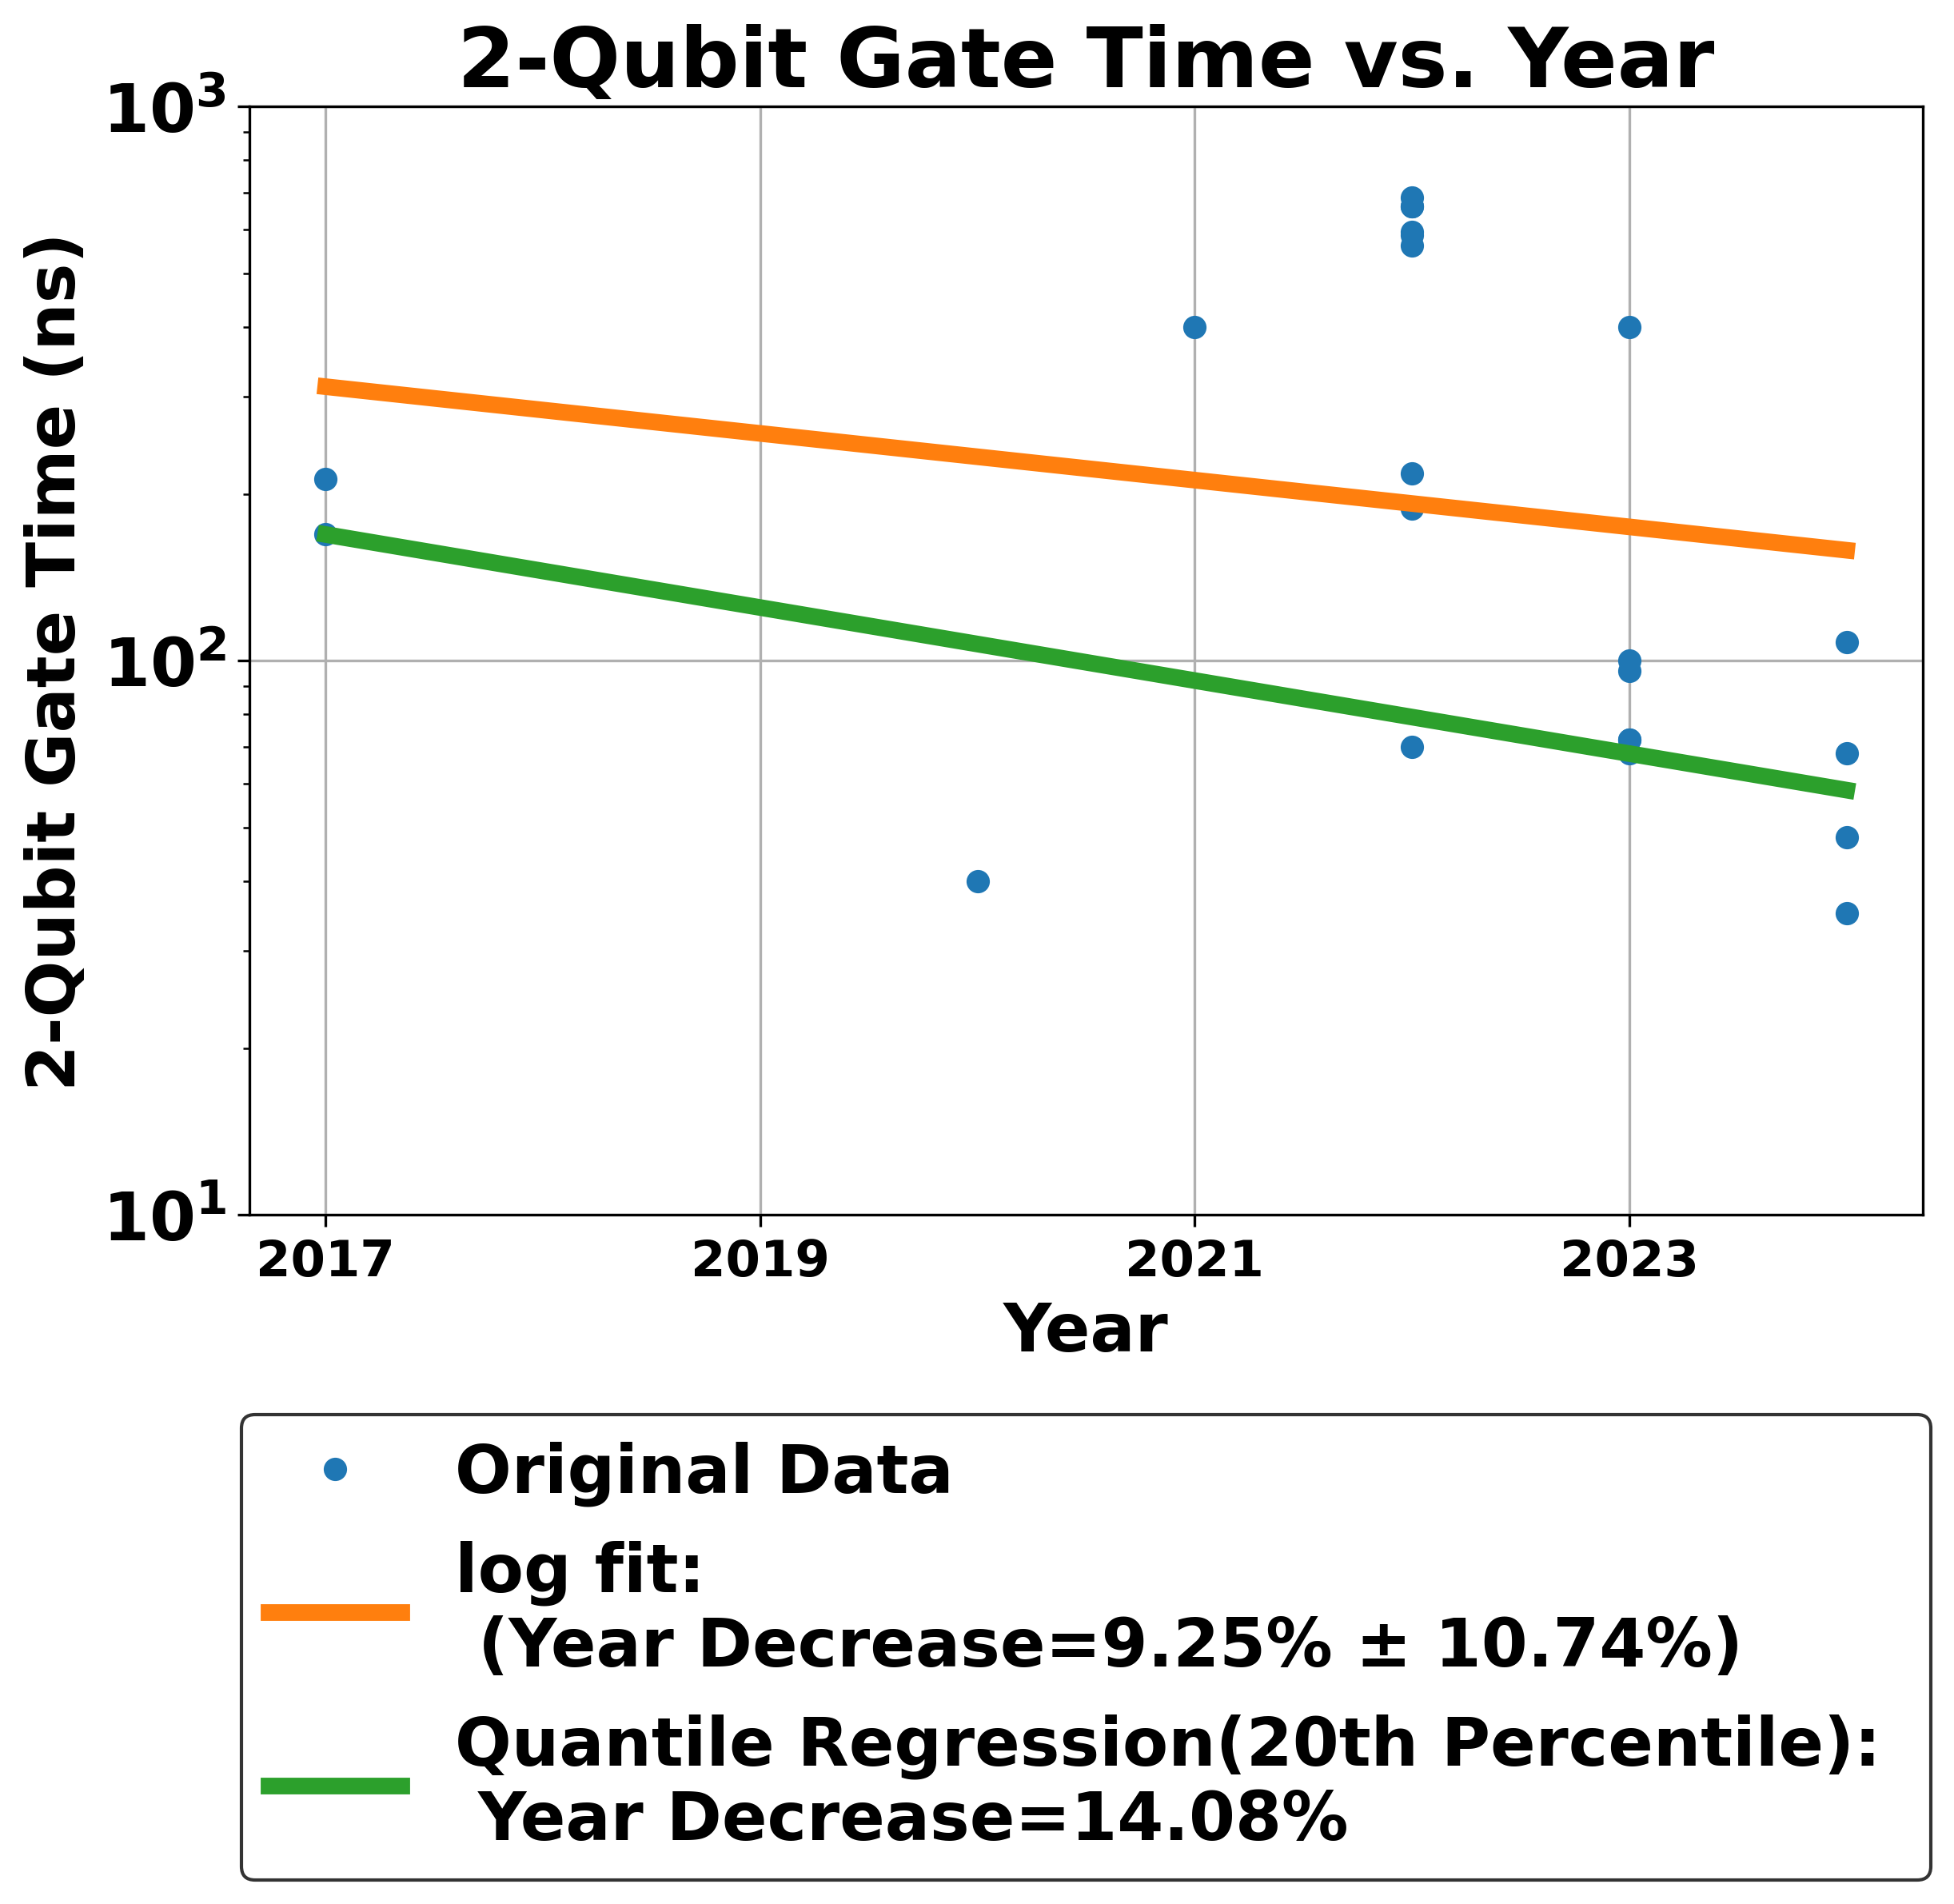 2-Qubit Gate Time vs. Year
10³
10²
10¹
2-Qubit Gate Time (ns)
2017 2019 2021 2023
Year
Original Data
log fit:
(Year Decrease=9.25% ± 10.74%)
Quantile Regression(20th Percentile):
Year Decrease=14.08%